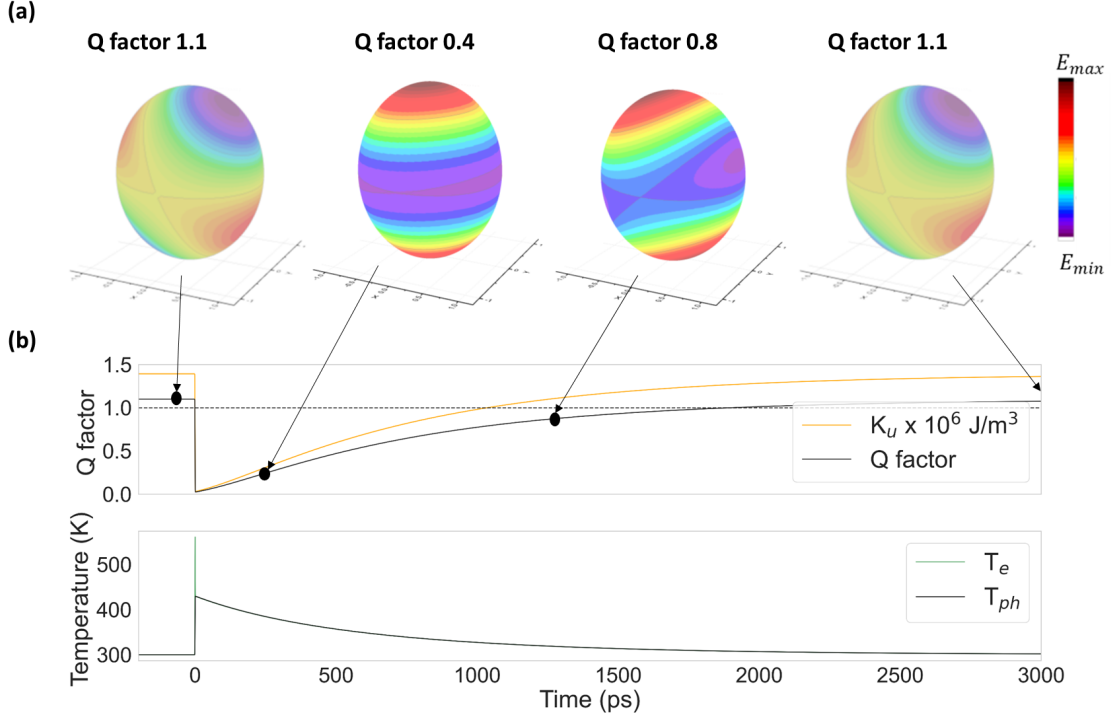 (a)
Q factor 1.1
Q factor 0.4
Q factor 0.8
Q factor 1.1
E_max
E_min
(b)
1.5
1.0
0.5
0.0
Q factor
K_u x 10^6 J/m^3
Q factor
500
400
300
Temperature (K)
T_e
T_ph
0 500 1000 1500 2000 2500 3000
Time (ps)